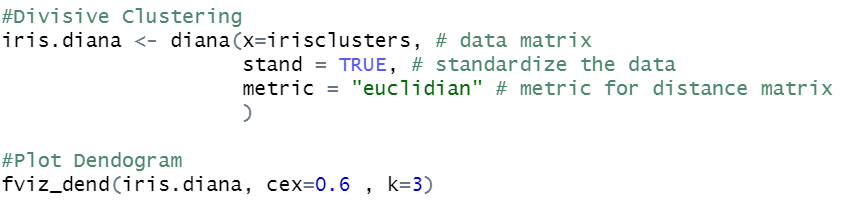 #Divisive Clustering
iris.diana <- diana(x=irisclusters, # data matrix
                    stand = TRUE, # standardize the data
                    metric = "euclidian" # metric for distance matrix
                    )

#Plot Dendogram
fviz_dend(iris.diana, cex=0.6 , k=3)